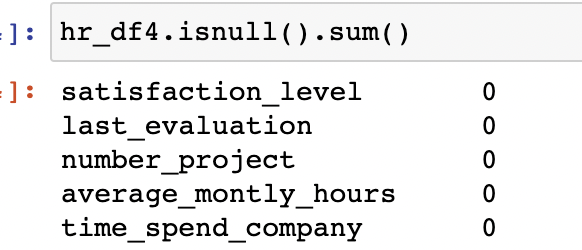 ]: hr_df4.isnull().sum()
]: satisfaction_level 0
last_evaluation 0
number_project 0
average_montly_hours 0
time_spend_company 0